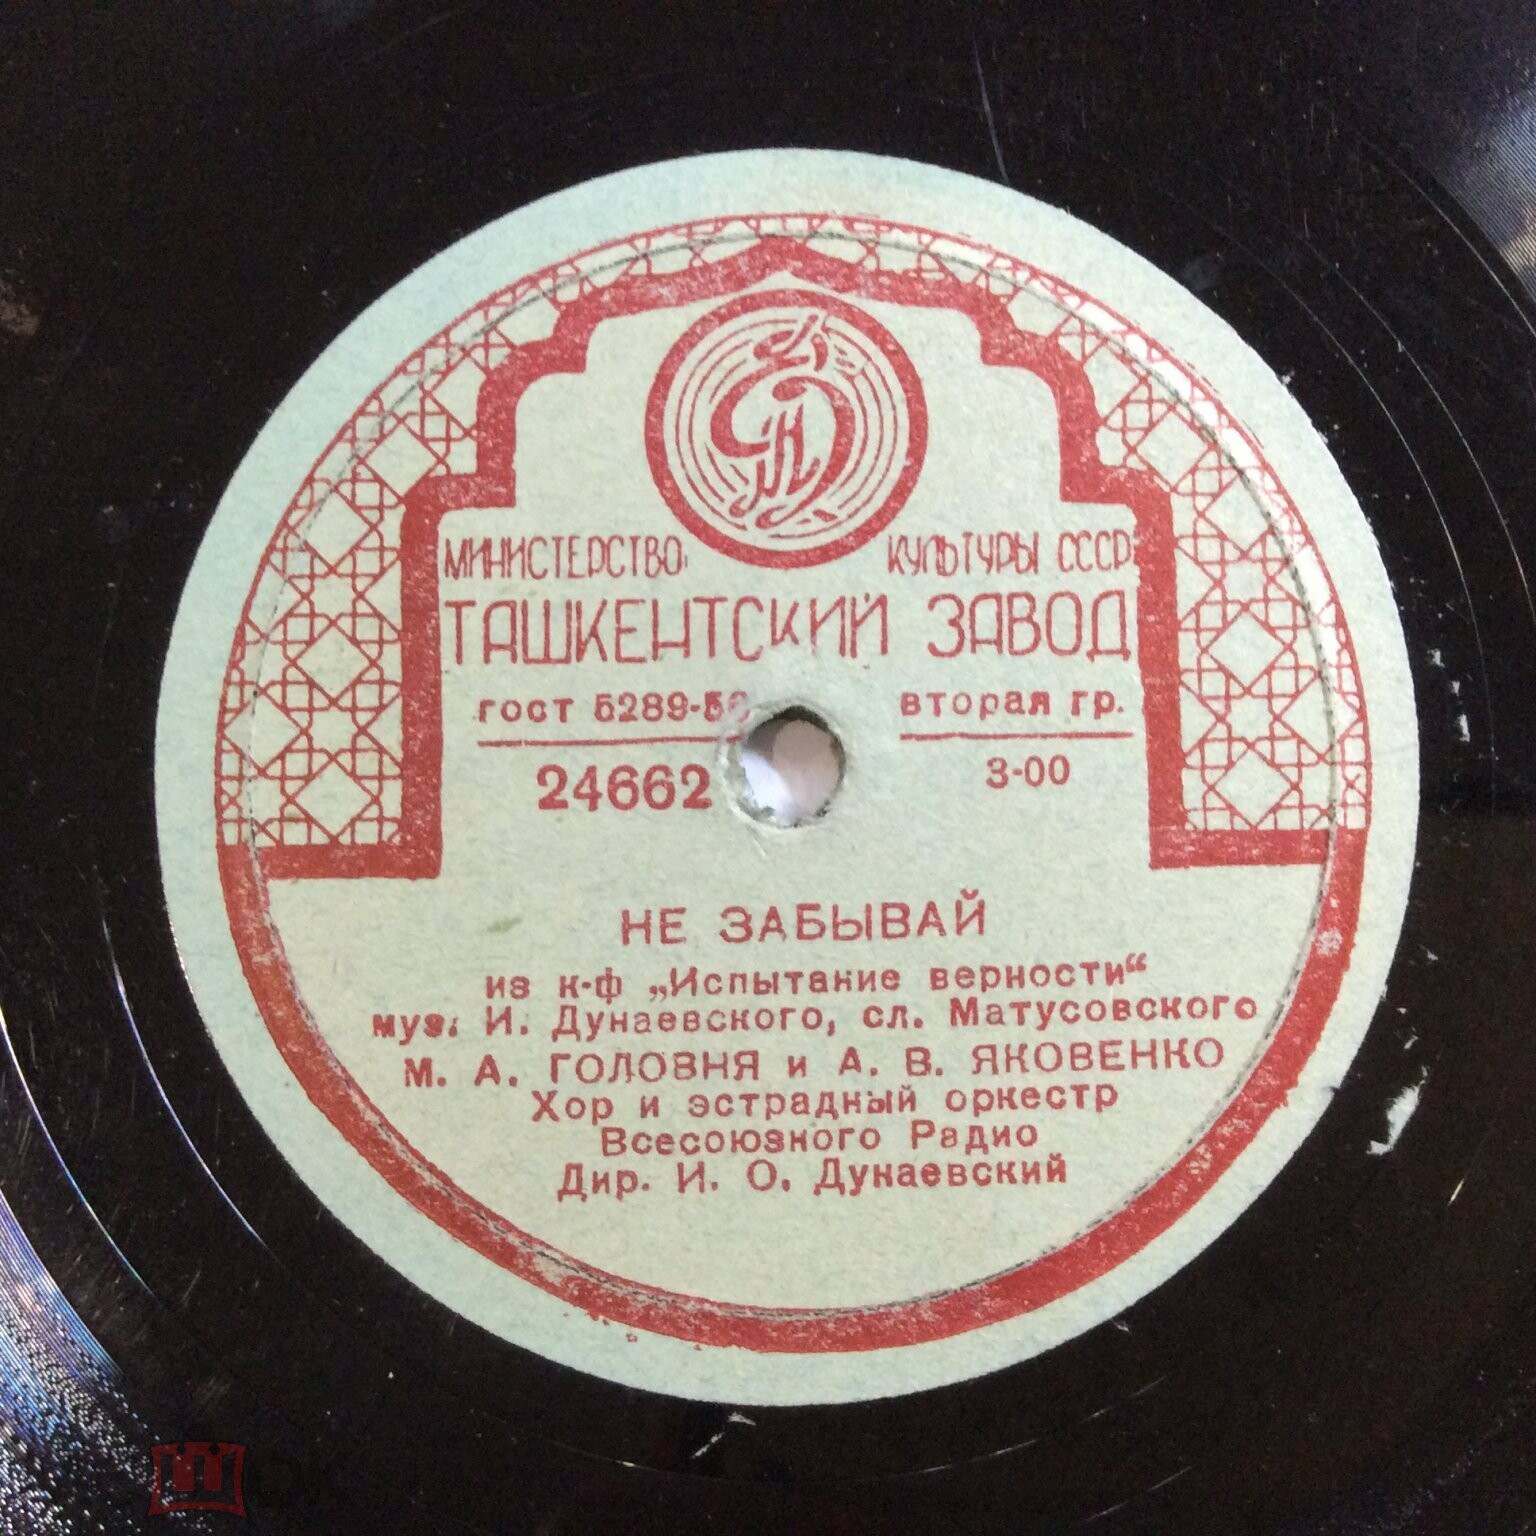 МИНИСТЕРСТВО КУЛЬТУРЫ СССР
ТАШКЕНТСКИЙ ЗАВОД
гост 5289-56 вторая гр.
24662 3-00
НЕ ЗАБЫВАЙ
из к-ф „Испытание верности“
муз. И. Дунаевского, сл. Матусовского
М. А. ГОЛОВНЯ и А. В. ЯКОВЕНКО
Хор и эстрадный оркестр
Всесоюзного Радио
Дир. И. О. Дунаевский